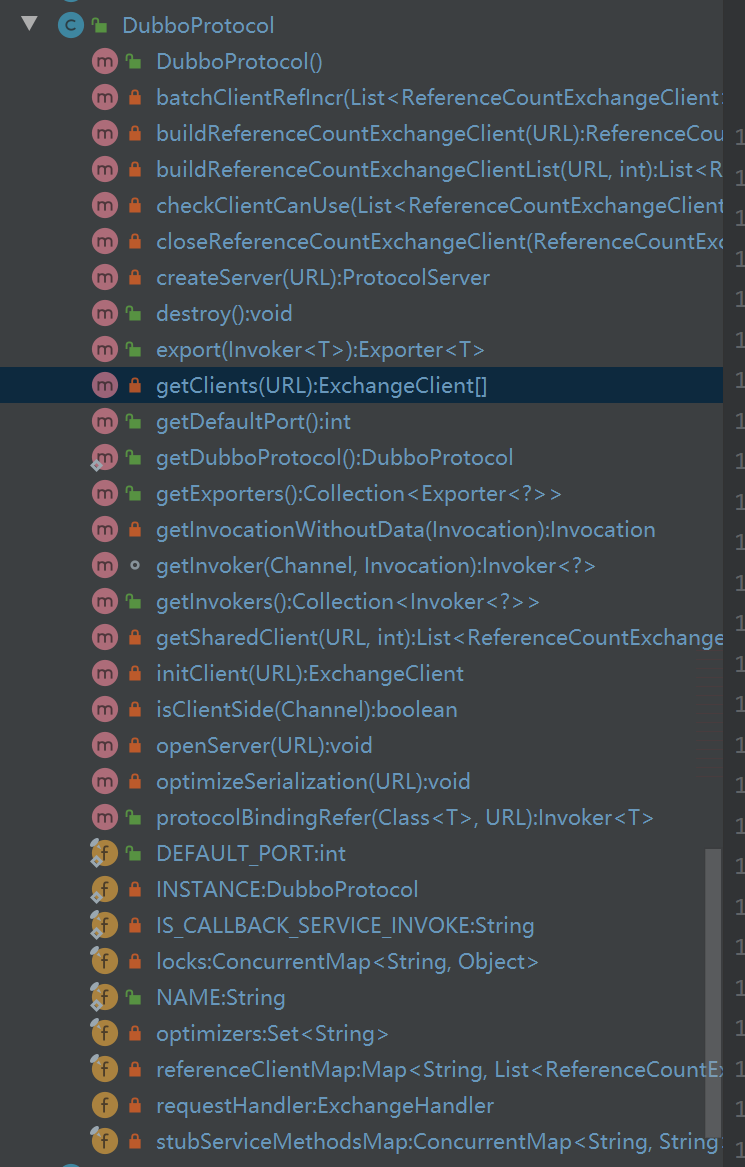 DubboProtocol
DubboProtocol()
batchClientRefIncr(List<ReferenceCountExchangeClient>
buildReferenceCountExchangeClient(URL):ReferenceCou
buildReferenceCountExchangeClientList(URL, int):List<R
checkClientCanUse(List<ReferenceCountExchangeClient
closeReferenceCountExchangeClient(ReferenceCountExc
createServer(URL):ProtocolServer
destroy():void
export(Invoker<T>):Exporter<T>
getClients(URL):ExchangeClient[]
getDefaultPort():int
getDubboProtocol():DubboProtocol
getExporters():Collection<Exporter<?>>
getInvocationWithoutData(Invocation):Invocation
getInvoker(Channel, Invocation):Invoker<?>
getInvokers():Collection<Invoker<?>>
getSharedClient(URL, int):List<ReferenceCountExchange
initClient(URL):ExchangeClient
isClientSide(Channel):boolean
openServer(URL):void
optimizeSerialization(URL):void
protocolBindingRefer(Class<T>, URL):Invoker<T>
DEFAULT_PORT:int
INSTANCE:DubboProtocol
IS_CALLBACK_SERVICE_INVOKE:String
locks:ConcurrentMap<String, Object>
NAME:String
optimizers:Set<String>
referenceClientMap:Map<String, List<ReferenceCountEx
requestHandler:ExchangeHandler
stubServiceMethodsMap:ConcurrentMap<String, String